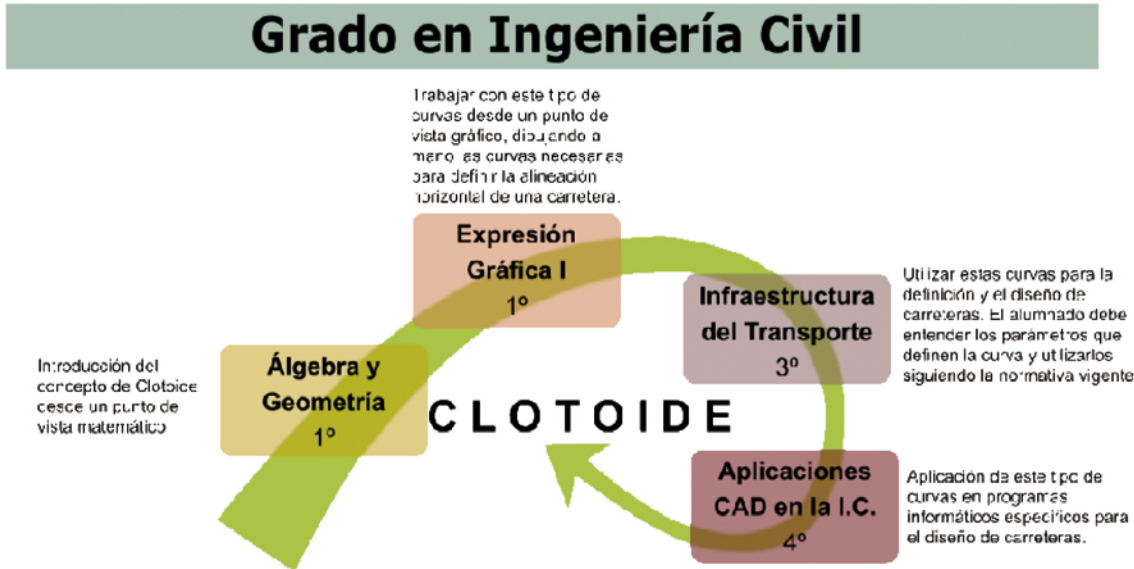 Grado en Ingeniería Civil
Trabajar con este tipo de
curvas desde un punto de
vista gráfico, dibujando a
mano las curvas necesarias
para definir la alineación
horizontal de una carretera.
Expresión
Gráfica I
1º
Infraestructura
del Transporte
3º
Utilizar estas curvas para la
definición y el diseño de
carreteras. El alumnado debe
entender los parámetros que
definen la curva y utilizarlos
siguiendo la normativa vigente
Introducción del
concepto de Clotoide
desde un punto de
vista matemático
Álgebra y
Geometría
1º
CLOTOIDE
Aplicaciones
CAD en la I.C.
4º
Aplicación de este tipo de
curvas en programas
informáticos específicos para
el diseño de carreteras.